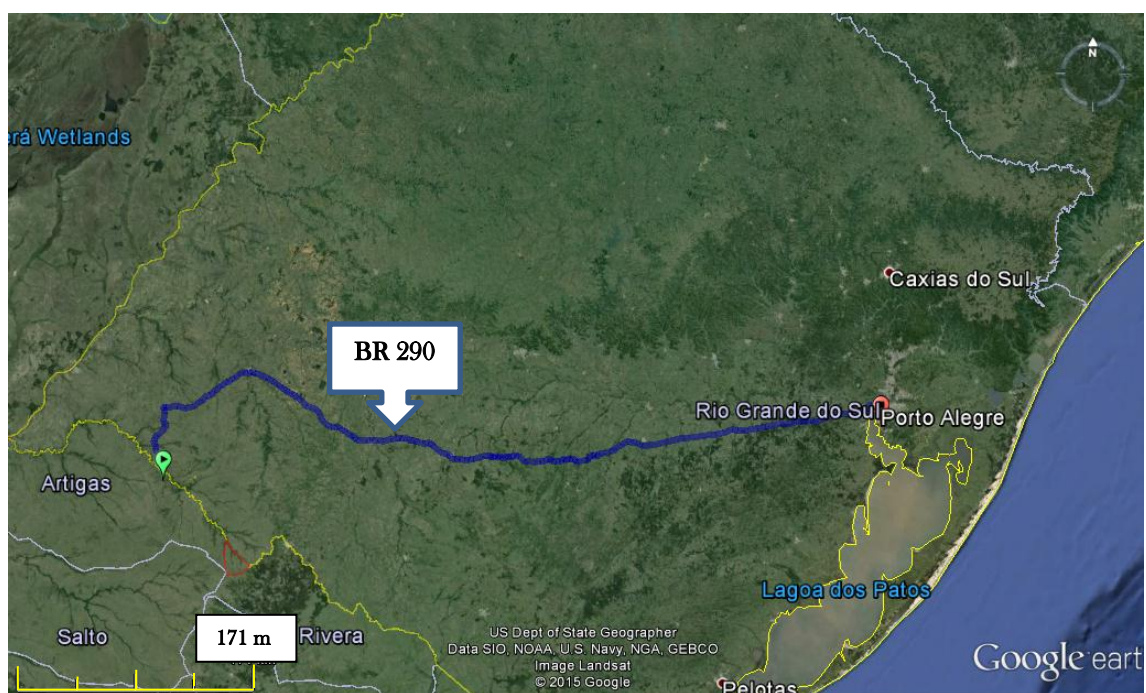 N
erá Wetlands
Caxias do Sul
BR 290
Rio Grande do Sul
Porto Alegre
Artigas
Lagoa dos Patos
171 m
Salto
Rivera
US Dept of State Geographer
Data SIO, NOAA, U.S. Navy, NGA, GEBCO
Image Landsat
© 2015 Google
Google eart
Pelotas